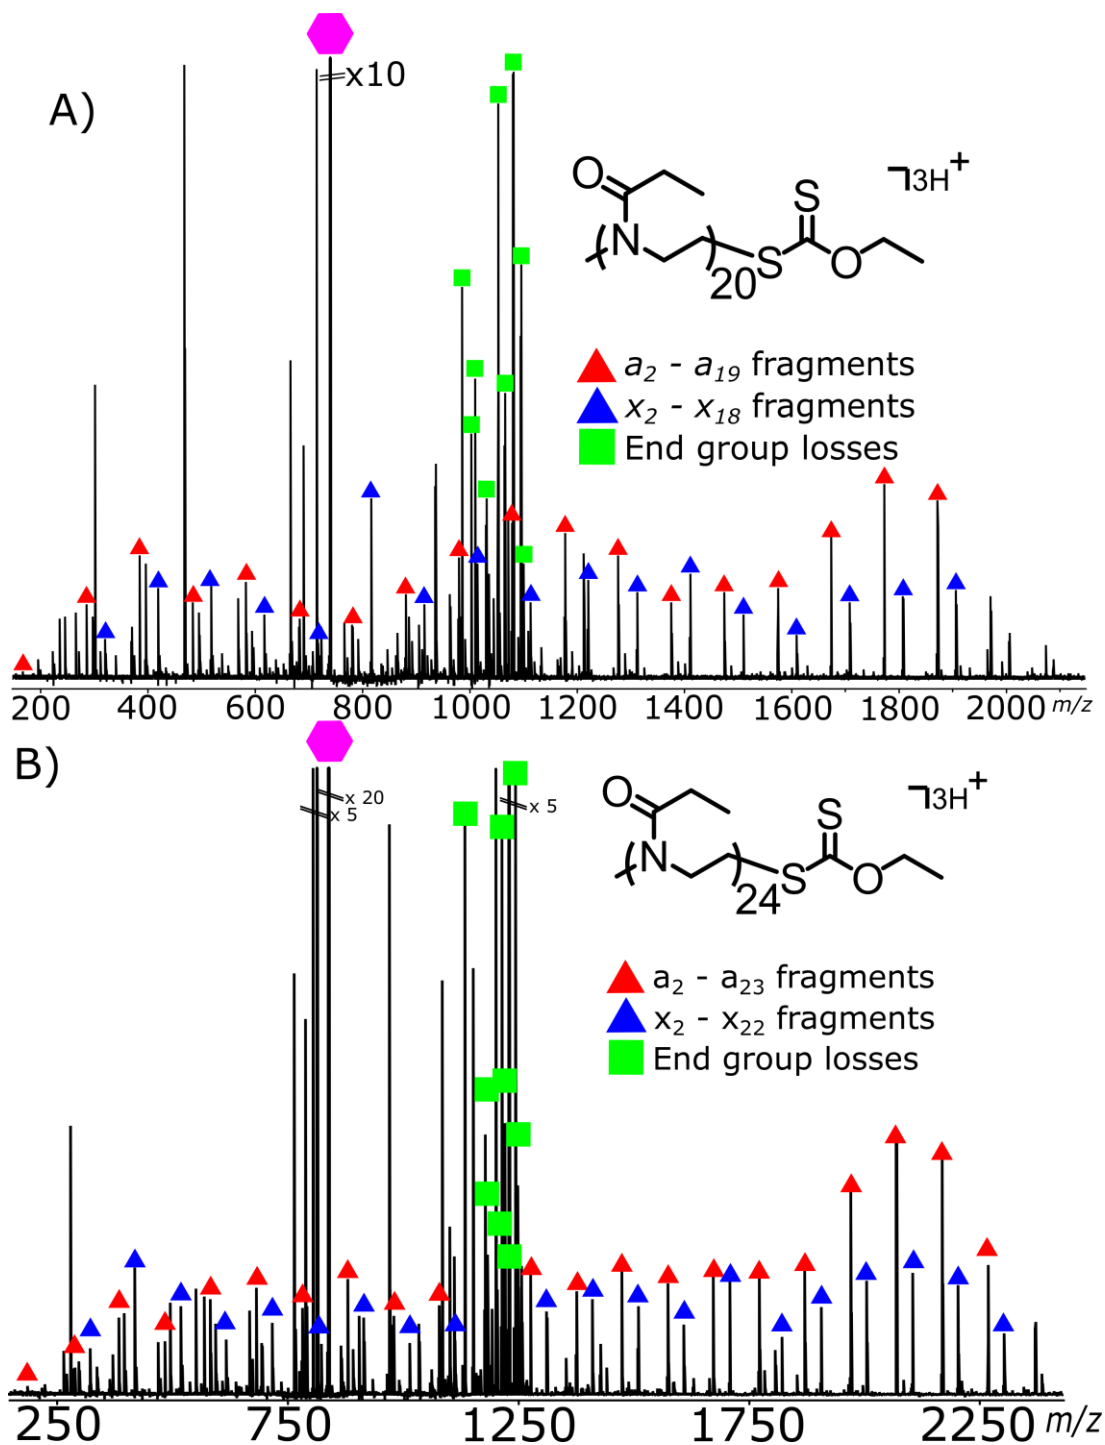 A)
x10
O
N
20
S
S
O
⌝3H+
a2 - a19 fragments
x2 - x18 fragments
End group losses
200 400 600 800 1000 1200 1400 1600 1800 2000 m/z
B)
x 20
x 5
x 5
O
N
24
S
S
O
⌝3H+
a2 - a23 fragments
x2 - x22 fragments
End group losses
250 750 1250 1750 2250 m/z